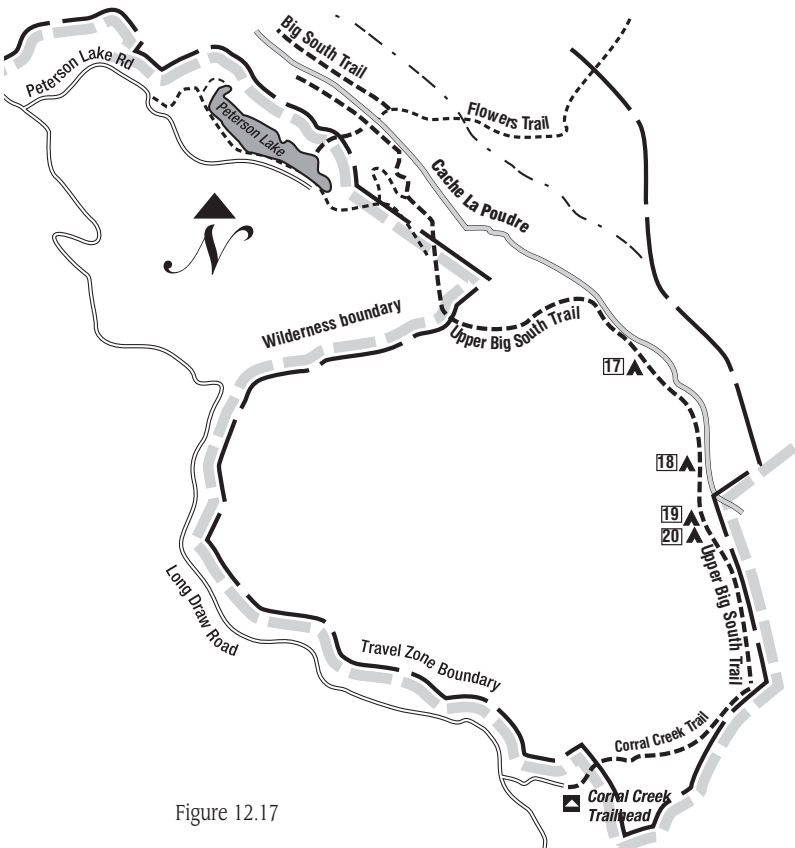 Big South Trail
Peterson Lake Rd
Flowers Trail
Peterson Lake
Cache La Poudre
N
Wilderness boundary
Upper Big South Trail
17
18
19
20
Upper Big South Trail
Long Draw Road
Travel Zone Boundary
Corral Creek Trail
Corral Creek
Trailhead
Figure 12.17